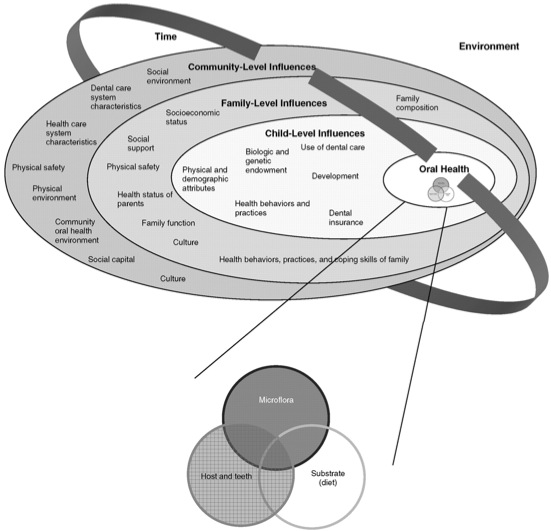 Time
Environment
Community-Level Influences
Social
environment
Dental care
system
characteristics
Family-Level Influences
Family
composition
Socioeconomic
status
Health care
system
characteristics
Child-Level Influences
Social
support
Use of dental care
Biologic and
genetic
endowment
Physical safety
Physical safety
Physical and
demographic
attributes
Development
Oral Health
Physical
environment
Health status of
parents
Health behaviors and
practices
Dental
insurance
Community
oral health
environment
Family function
Culture
Social capital
Health behaviors, practices, and coping skills of family
Culture
Microflora
Host and teeth
Substrate
(diet)